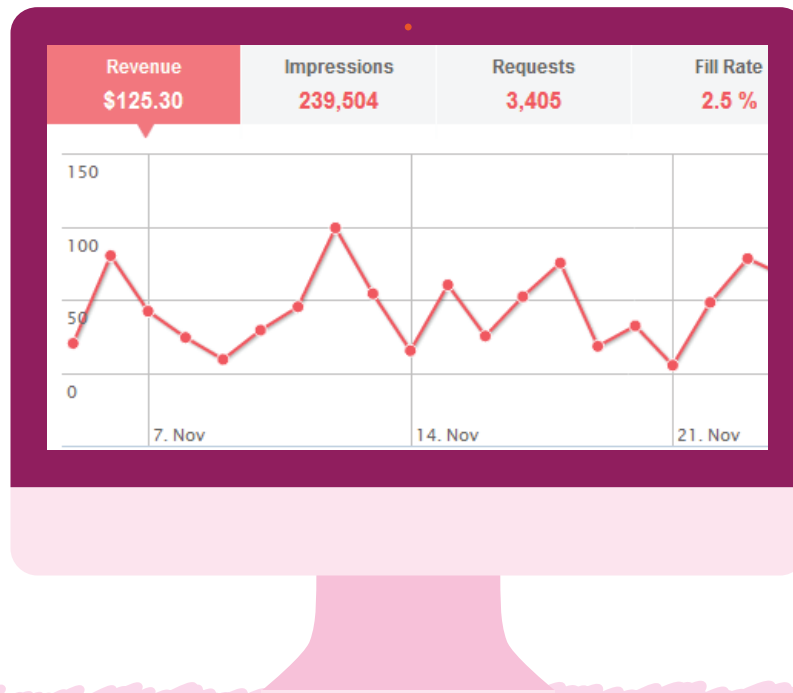 Revenue Impressions Requests Fill Rate
$125.30 239,504 3,405 2.5 %
150
100
50
0
7. Nov 14. Nov 21. Nov